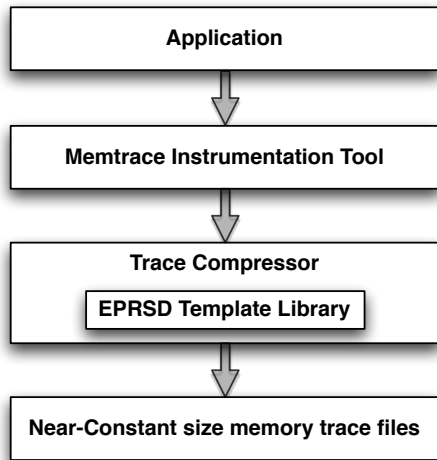 Application
Memtrace Instrumentation Tool
Trace Compressor
EPRSD Template Library
Near-Constant size memory trace files